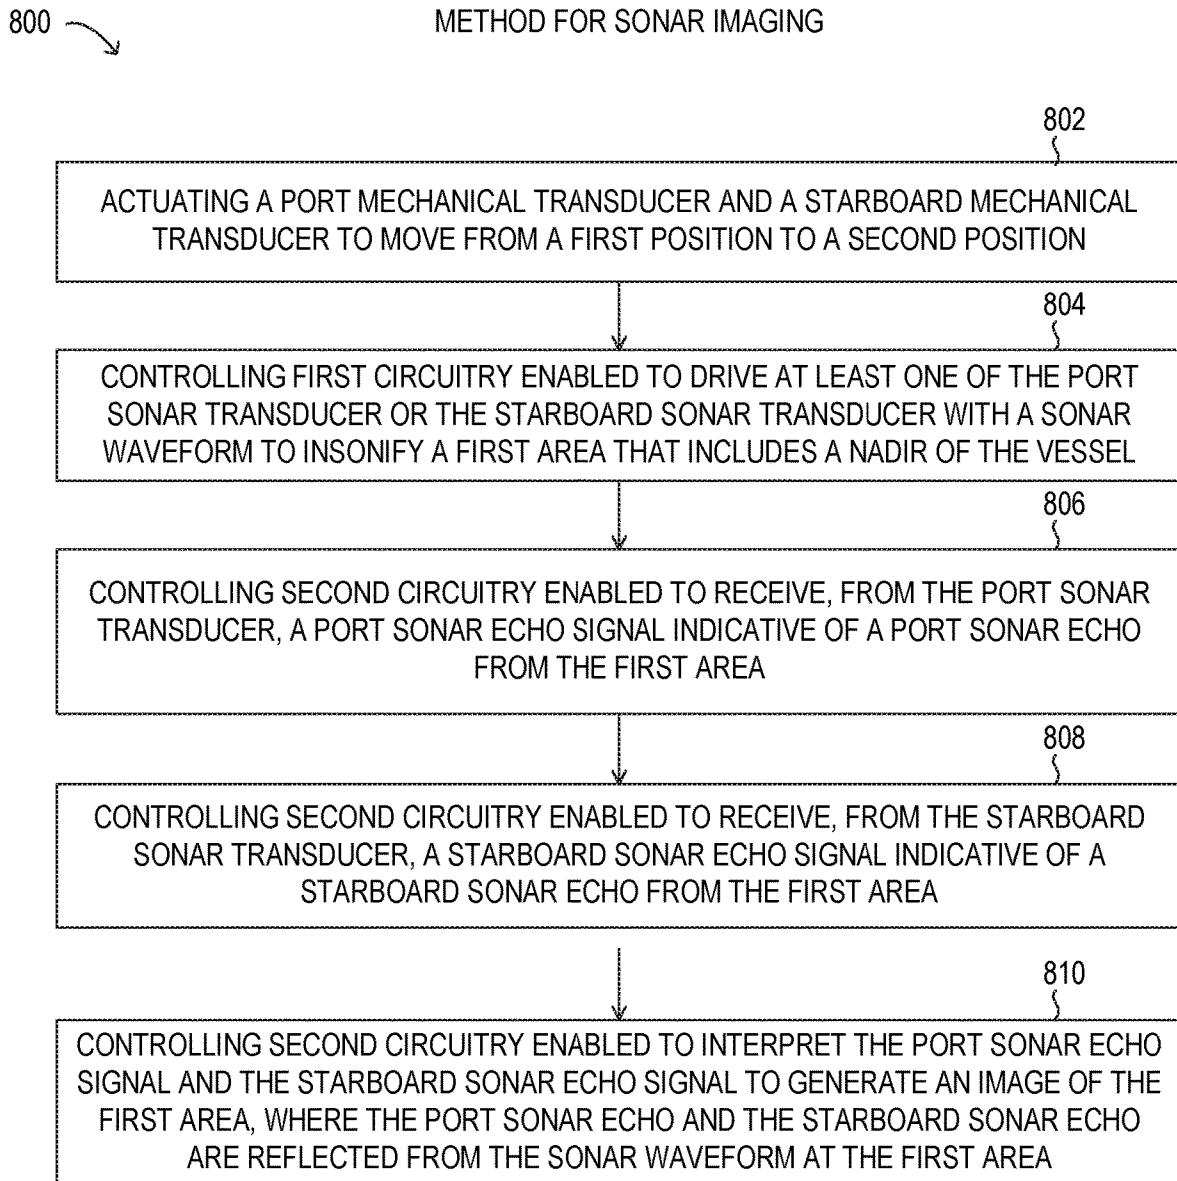 800
METHOD FOR SONAR IMAGING
802
ACTUATING A PORT MECHANICAL TRANSDUCER AND A STARBOARD MECHANICAL
TRANSDUCER TO MOVE FROM A FIRST POSITION TO A SECOND POSITION
804
CONTROLLING FIRST CIRCUITRY ENABLED TO DRIVE AT LEAST ONE OF THE PORT
SONAR TRANSDUCER OR THE STARBOARD SONAR TRANSDUCER WITH A SONAR
WAVEFORM TO INSONIFY A FIRST AREA THAT INCLUDES A NADIR OF THE VESSEL
806
CONTROLLING SECOND CIRCUITRY ENABLED TO RECEIVE, FROM THE PORT SONAR
TRANSDUCER, A PORT SONAR ECHO SIGNAL INDICATIVE OF A PORT SONAR ECHO
FROM THE FIRST AREA
808
CONTROLLING SECOND CIRCUITRY ENABLED TO RECEIVE, FROM THE STARBOARD
SONAR TRANSDUCER, A STARBOARD SONAR ECHO SIGNAL INDICATIVE OF A
STARBOARD SONAR ECHO FROM THE FIRST AREA
810
CONTROLLING SECOND CIRCUITRY ENABLED TO INTERPRET THE PORT SONAR ECHO
SIGNAL AND THE STARBOARD SONAR ECHO SIGNAL TO GENERATE AN IMAGE OF THE
FIRST AREA, WHERE THE PORT SONAR ECHO AND THE STARBOARD SONAR ECHO
ARE REFLECTED FROM THE SONAR WAVEFORM AT THE FIRST AREA